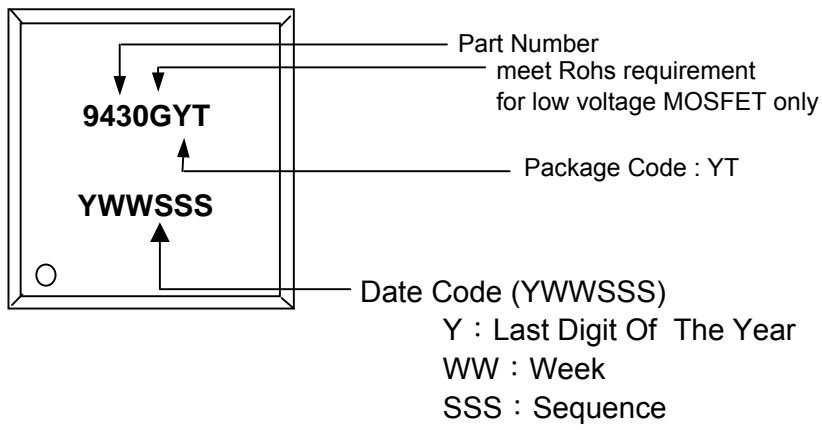 Part Number
meet Rohs requirement
for low voltage MOSFET only
9430GYT
Package Code : YT
YWWSSS
Date Code (YWWSSS)
Y：Last Digit Of The Year
WW：Week
SSS：Sequence